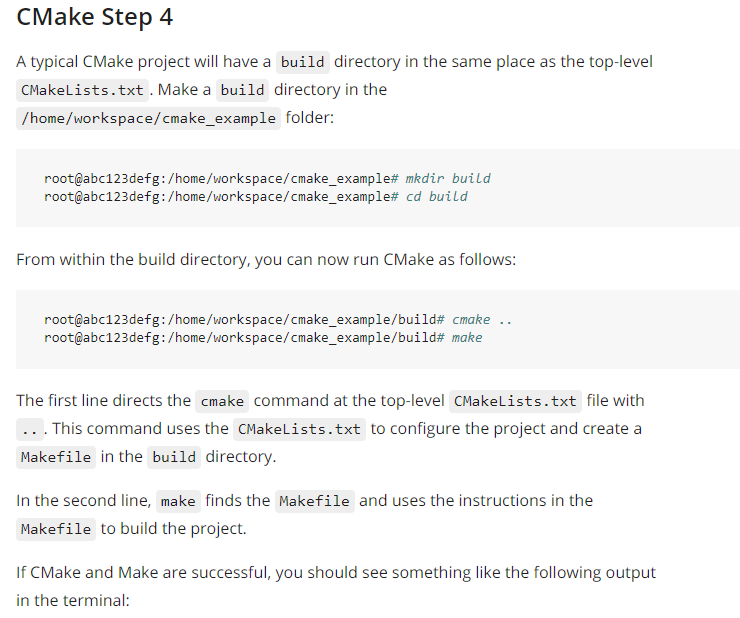 CMake Step 4
A typical CMake project will have a build directory in the same place as the top-level
CMakeLists.txt. Make a build directory in the
/home/workspace/cmake_example folder:
root@abc123defg:/home/workspace/cmake_example# mkdir build
root@abc123defg:/home/workspace/cmake_example# cd build
From within the build directory, you can now run CMake as follows:
root@abc123defg:/home/workspace/cmake_example/build# cmake ..
root@abc123defg:/home/workspace/cmake_example/build# make
The first line directs the cmake command at the top-level CMakeLists.txt file with
... This command uses the CMakeLists.txt to configure the project and create a
Makefile in the build directory.
In the second line, make finds the Makefile and uses the instructions in the
Makefile to build the project.
If CMake and Make are successful, you should see something like the following output
in the terminal: